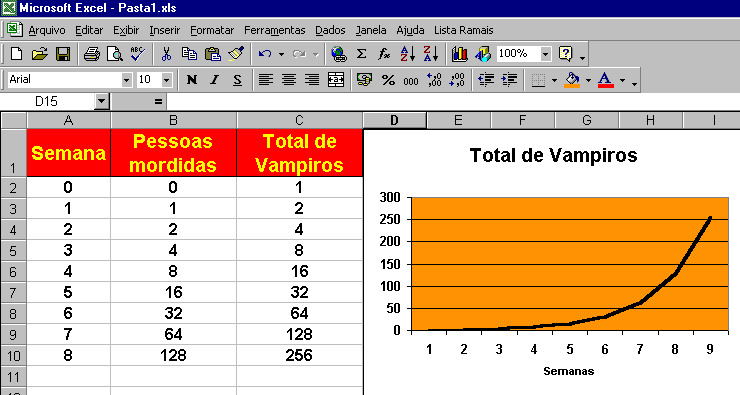 Microsoft Excel - Pasta1.xls
Arquivo Editar Exibir Inserir Formatar Ferramentas Dados Janela Ajuda Lista Ramais
100%
Arial 10 N I S % 000
D15 =
A B C D E F G H I
1 Semana Pessoas mordidas Total de Vampiros
2 0 0 1
3 1 1 2
4 2 2 4
5 3 4 8
6 4 8 16
7 5 16 32
8 6 32 64
9 7 64 128
10 8 128 256
11
Total de Vampiros
300
250
200
150
100
50
0
1 2 3 4 5 6 7 8 9
Semanas